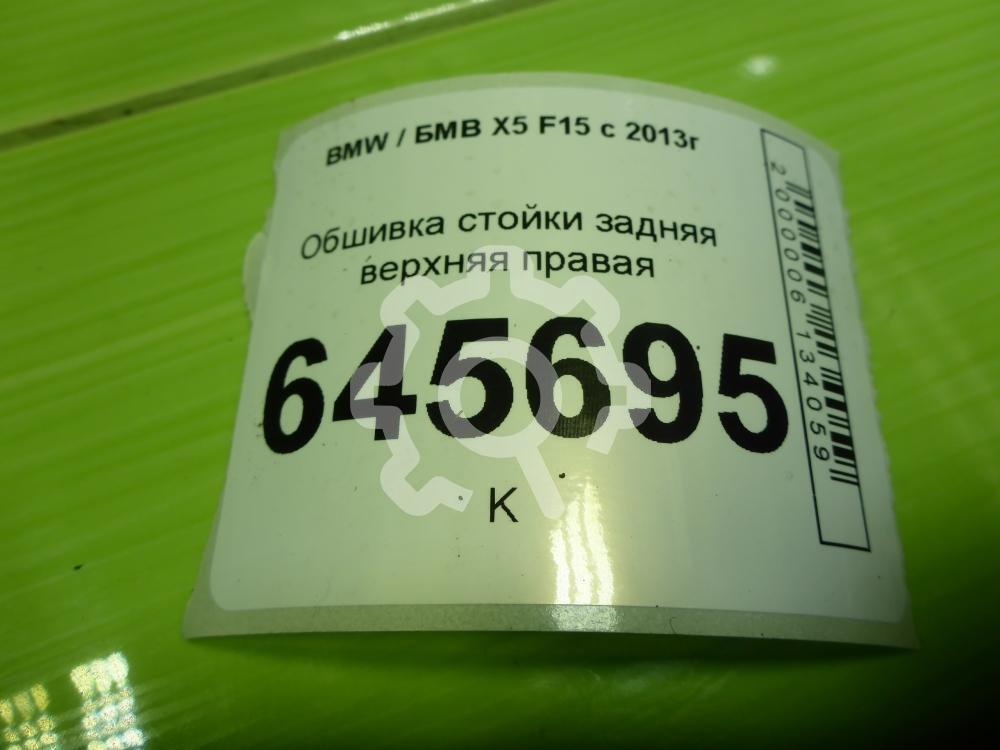 BMW / БМВ X5 F15 с 2013г
Обшивка стойки задняя
верхняя правая
645695
К
2000006134059